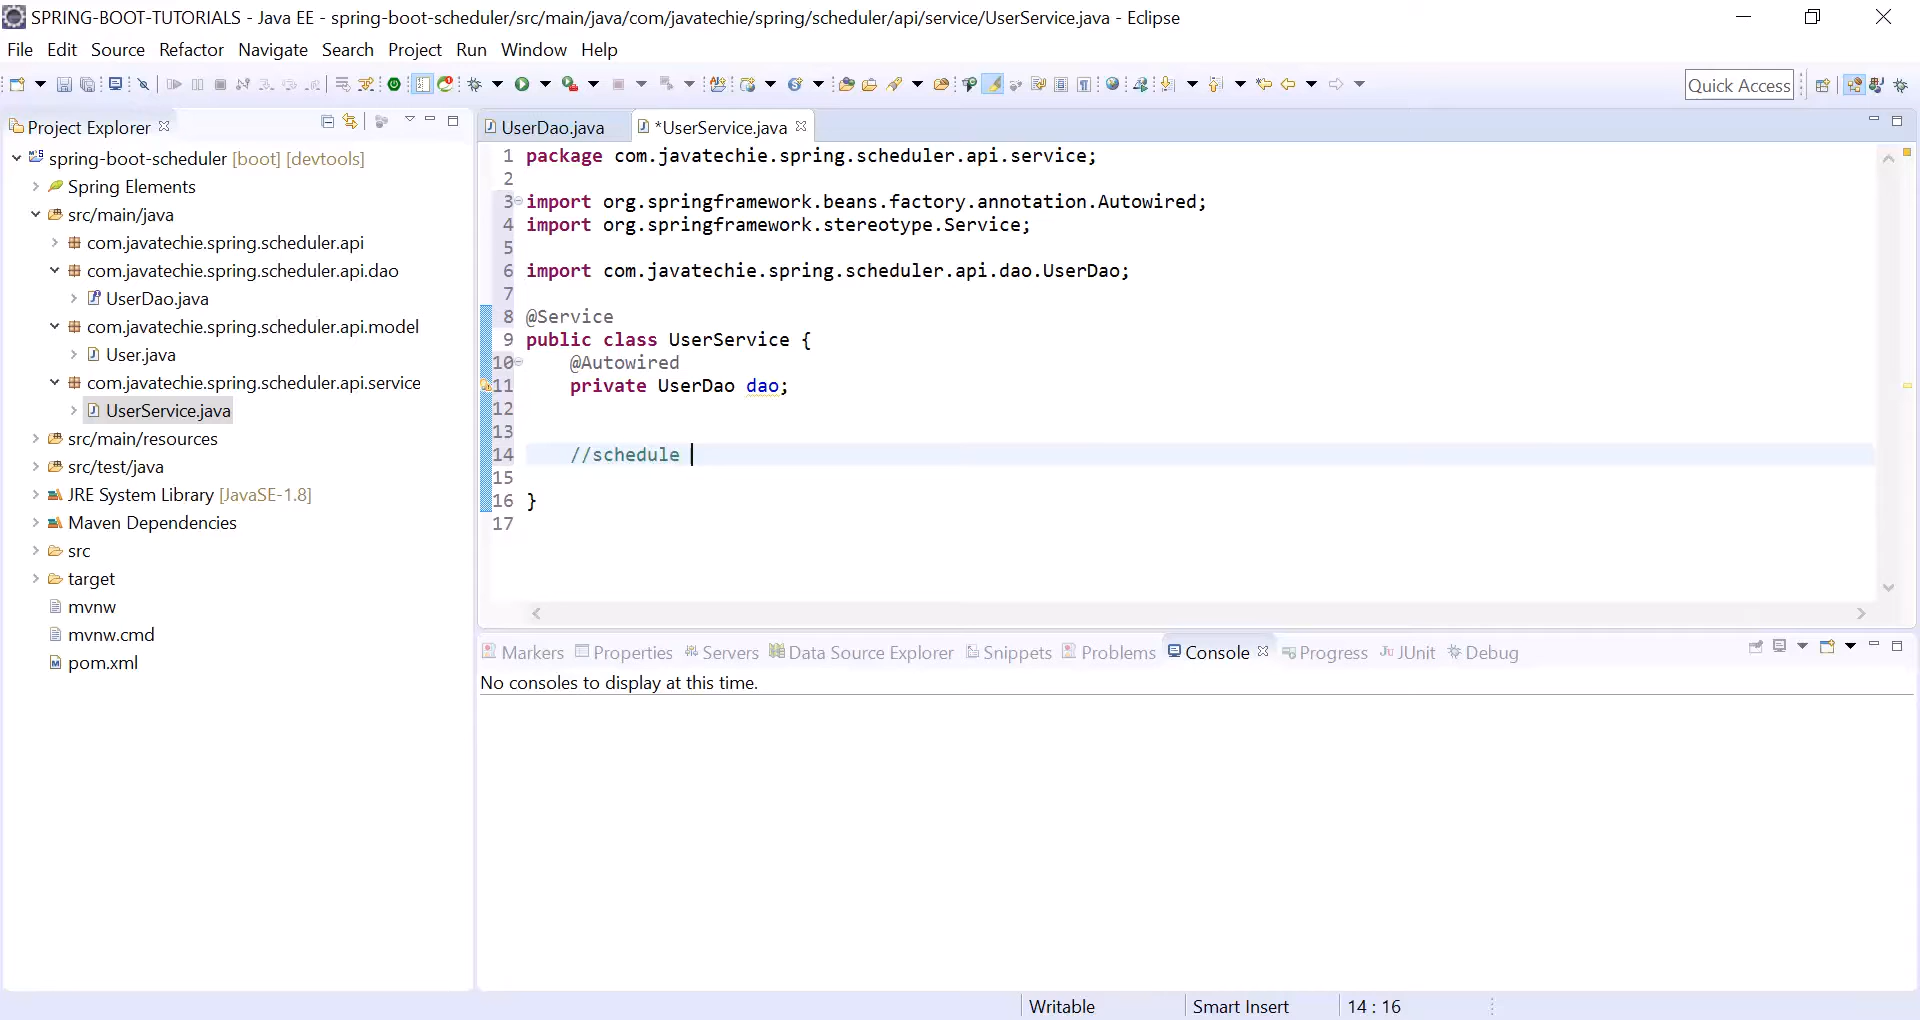 SPRING-BOOT-TUTORIALS - Java EE - spring-boot-scheduler/src/main/java/com/javatechie/spring/scheduler/api/service/UserService.java - Eclipse
File Edit Source Refactor Navigate Search Project Run Window Help
Quick Access
Project Explorer
spring-boot-scheduler [boot] [devtools]
Spring Elements
src/main/java
com.javatechie.spring.scheduler.api
com.javatechie.spring.scheduler.api.dao
UserDao.java
com.javatechie.spring.scheduler.api.model
User.java
com.javatechie.spring.scheduler.api.service
UserService.java
src/main/resources
src/test/java
JRE System Library [JavaSE-1.8]
Maven Dependencies
src
target
mvnw
mvnw.cmd
pom.xml
UserDao.java *UserService.java
1 package com.javatechie.spring.scheduler.api.service;
2
3 import org.springframework.beans.factory.annotation.Autowired;
4 import org.springframework.stereotype.Service;
5
6 import com.javatechie.spring.scheduler.api.dao.UserDao;
7
8 @Service
9 public class UserService {
10 @Autowired
11 private UserDao dao;
12
13
14 //schedule
15
16 }
17
Markers Properties Servers Data Source Explorer Snippets Problems Console Progress JUnit Debug
No consoles to display at this time.
Writable Smart Insert 14 : 16